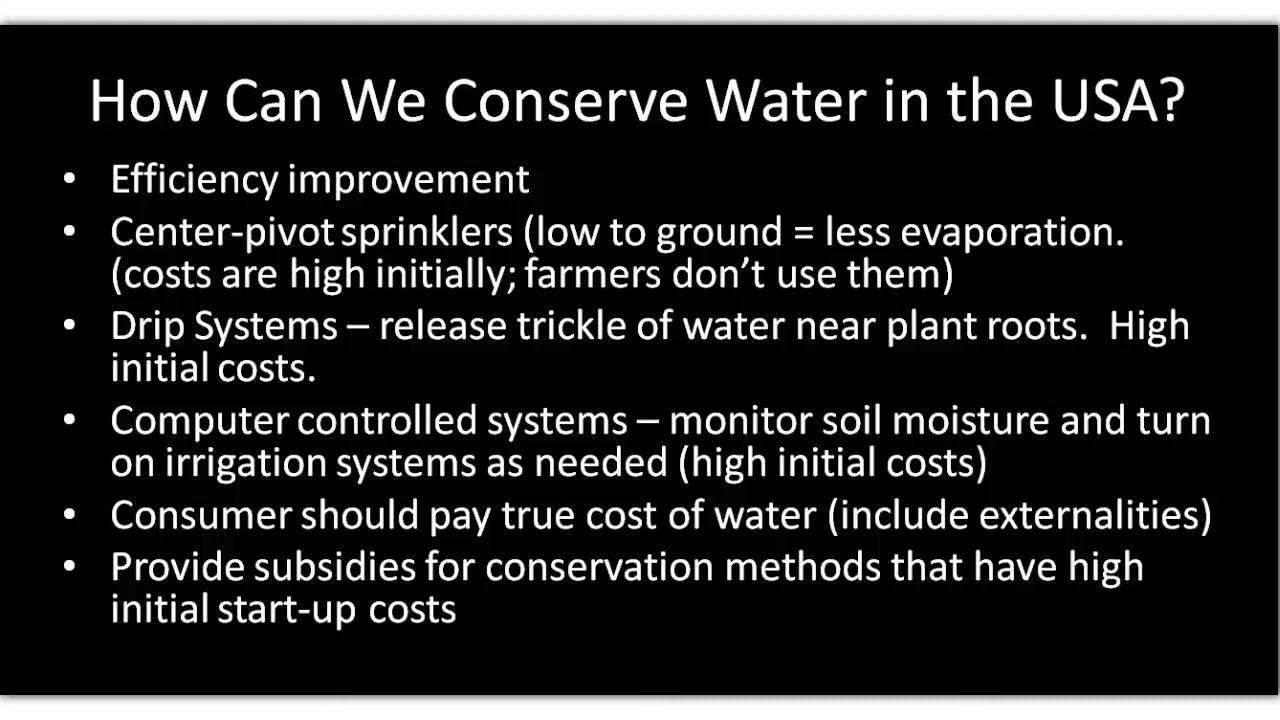 How Can We Conserve Water in the USA?
• Efficiency improvement
• Center-pivot sprinklers (low to ground = less evaporation.
(costs are high initially; farmers don’t use them)
• Drip Systems – release trickle of water near plant roots.  High
initial costs.
• Computer controlled systems – monitor soil moisture and turn
on irrigation systems as needed (high initial costs)
• Consumer should pay true cost of water (include externalities)
• Provide subsidies for conservation methods that have high
initial start-up costs